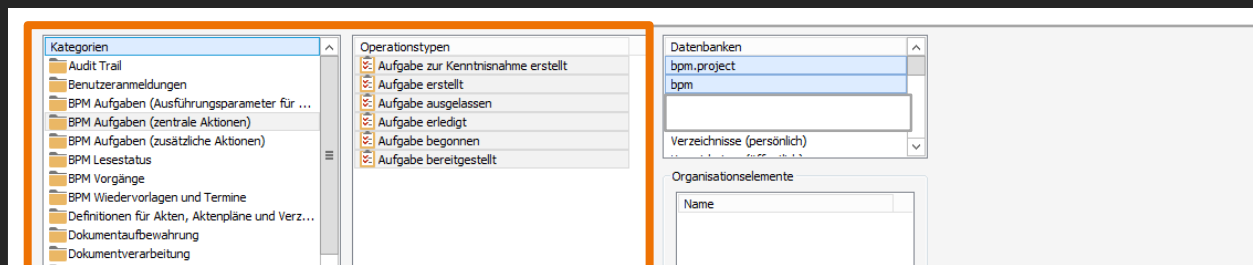 Kategorien
Audit Trail
Benutzeranmeldungen
BPM Aufgaben (Ausführungsparameter für ...
BPM Aufgaben (zentrale Aktionen)
BPM Aufgaben (zusätzliche Aktionen)
BPM Lesestatus
BPM Vorgänge
BPM Wiedervorlagen und Termine
Definitionen für Akten, Aktenpläne und Verz...
Dokumentaufbewahrung
Dokumentverarbeitung
Operationstypen
Aufgabe zur Kenntnisnahme erstellt
Aufgabe erstellt
Aufgabe ausgelassen
Aufgabe erledigt
Aufgabe begonnen
Aufgabe bereitgestellt
Datenbanken
bpm.project
bpm
Verzeichnisse (persönlich)
Organisationselemente
Name